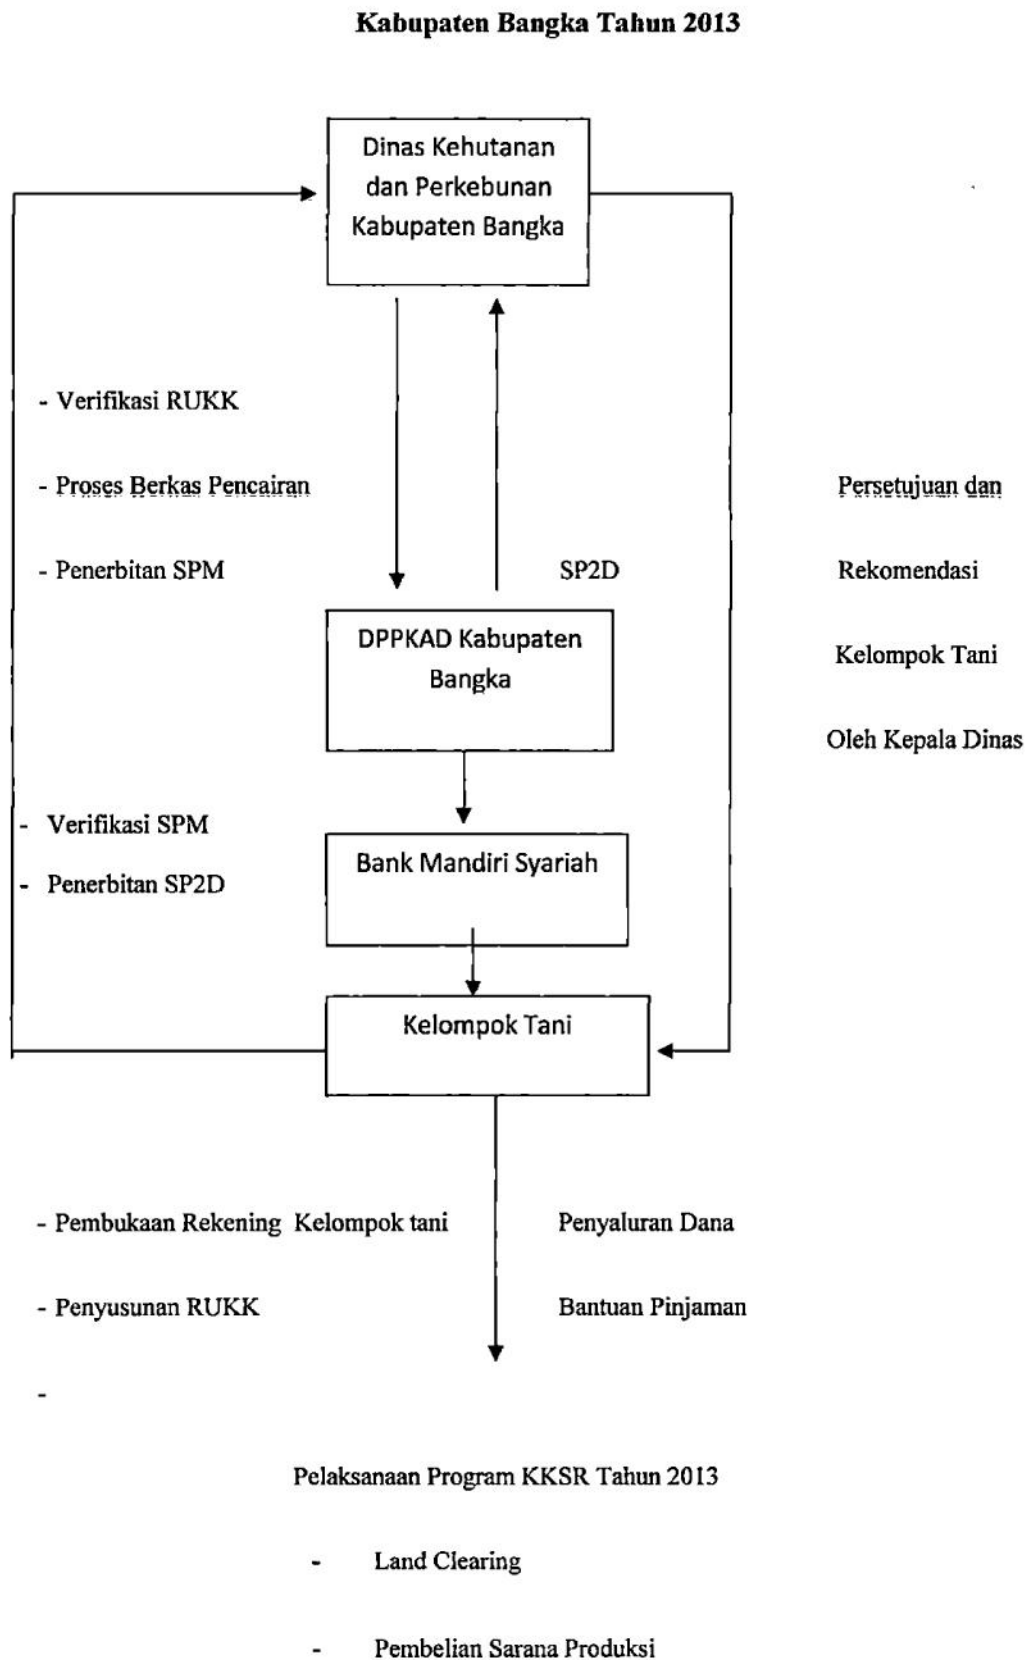 Kabupaten Bangka Tahun 2013
Dinas Kehutanan
dan Perkebunan
Kabupaten Bangka
- Verifikasi RUKK
- Proses Berkas Pencairan
Persetujuan dan
- Penerbitan SPM
SP2D
Rekomendasi
DPPKAD Kabupaten
Bangka
Kelompok Tani
Oleh Kepala Dinas
- Verifikasi SPM
- Penerbitan SP2D
Bank Mandiri Syariah
Kelompok Tani
- Pembukaan Rekening Kelompok tani
Penyaluran Dana
- Penyusunan RUKK
Bantuan Pinjaman
-
Pelaksanaan Program KKSR Tahun 2013
- Land Clearing
- Pembelian Sarana Produksi